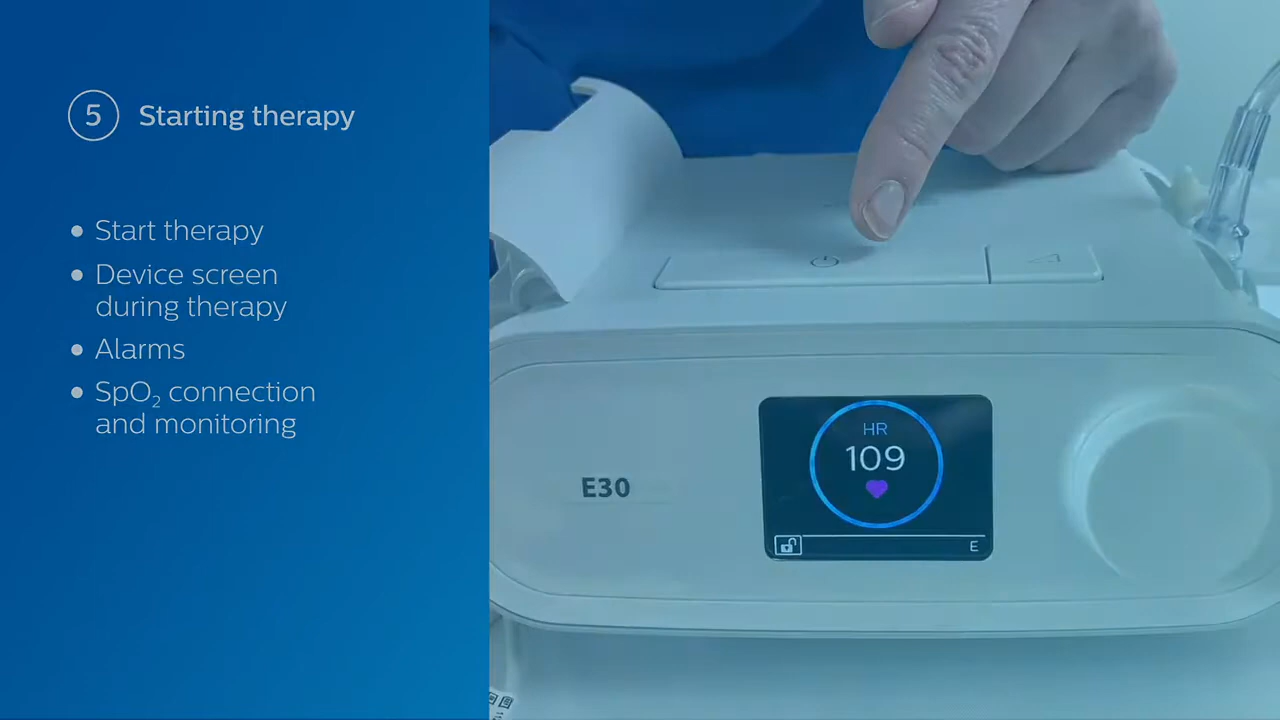 5 Starting therapy
• Start therapy
• Device screen
during therapy
• Alarms
• SpO₂ connection
and monitoring
HR
109
E30
E